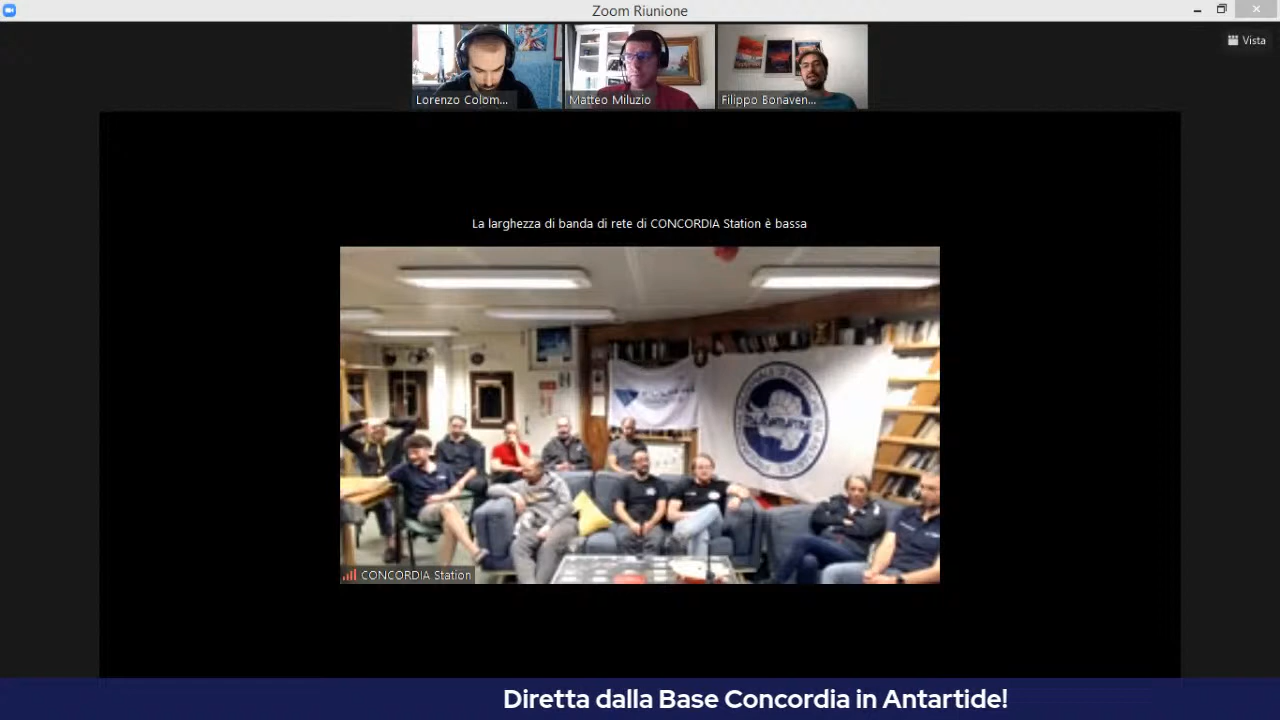 Zoom Riunione
Vista
Lorenzo Colom...
Matteo Miluzio
Filippo Bonaven...
La larghezza di banda di rete di CONCORDIA Station è bassa
CONCORDIA Station
Diretta dalla Base Concordia in Antartide!